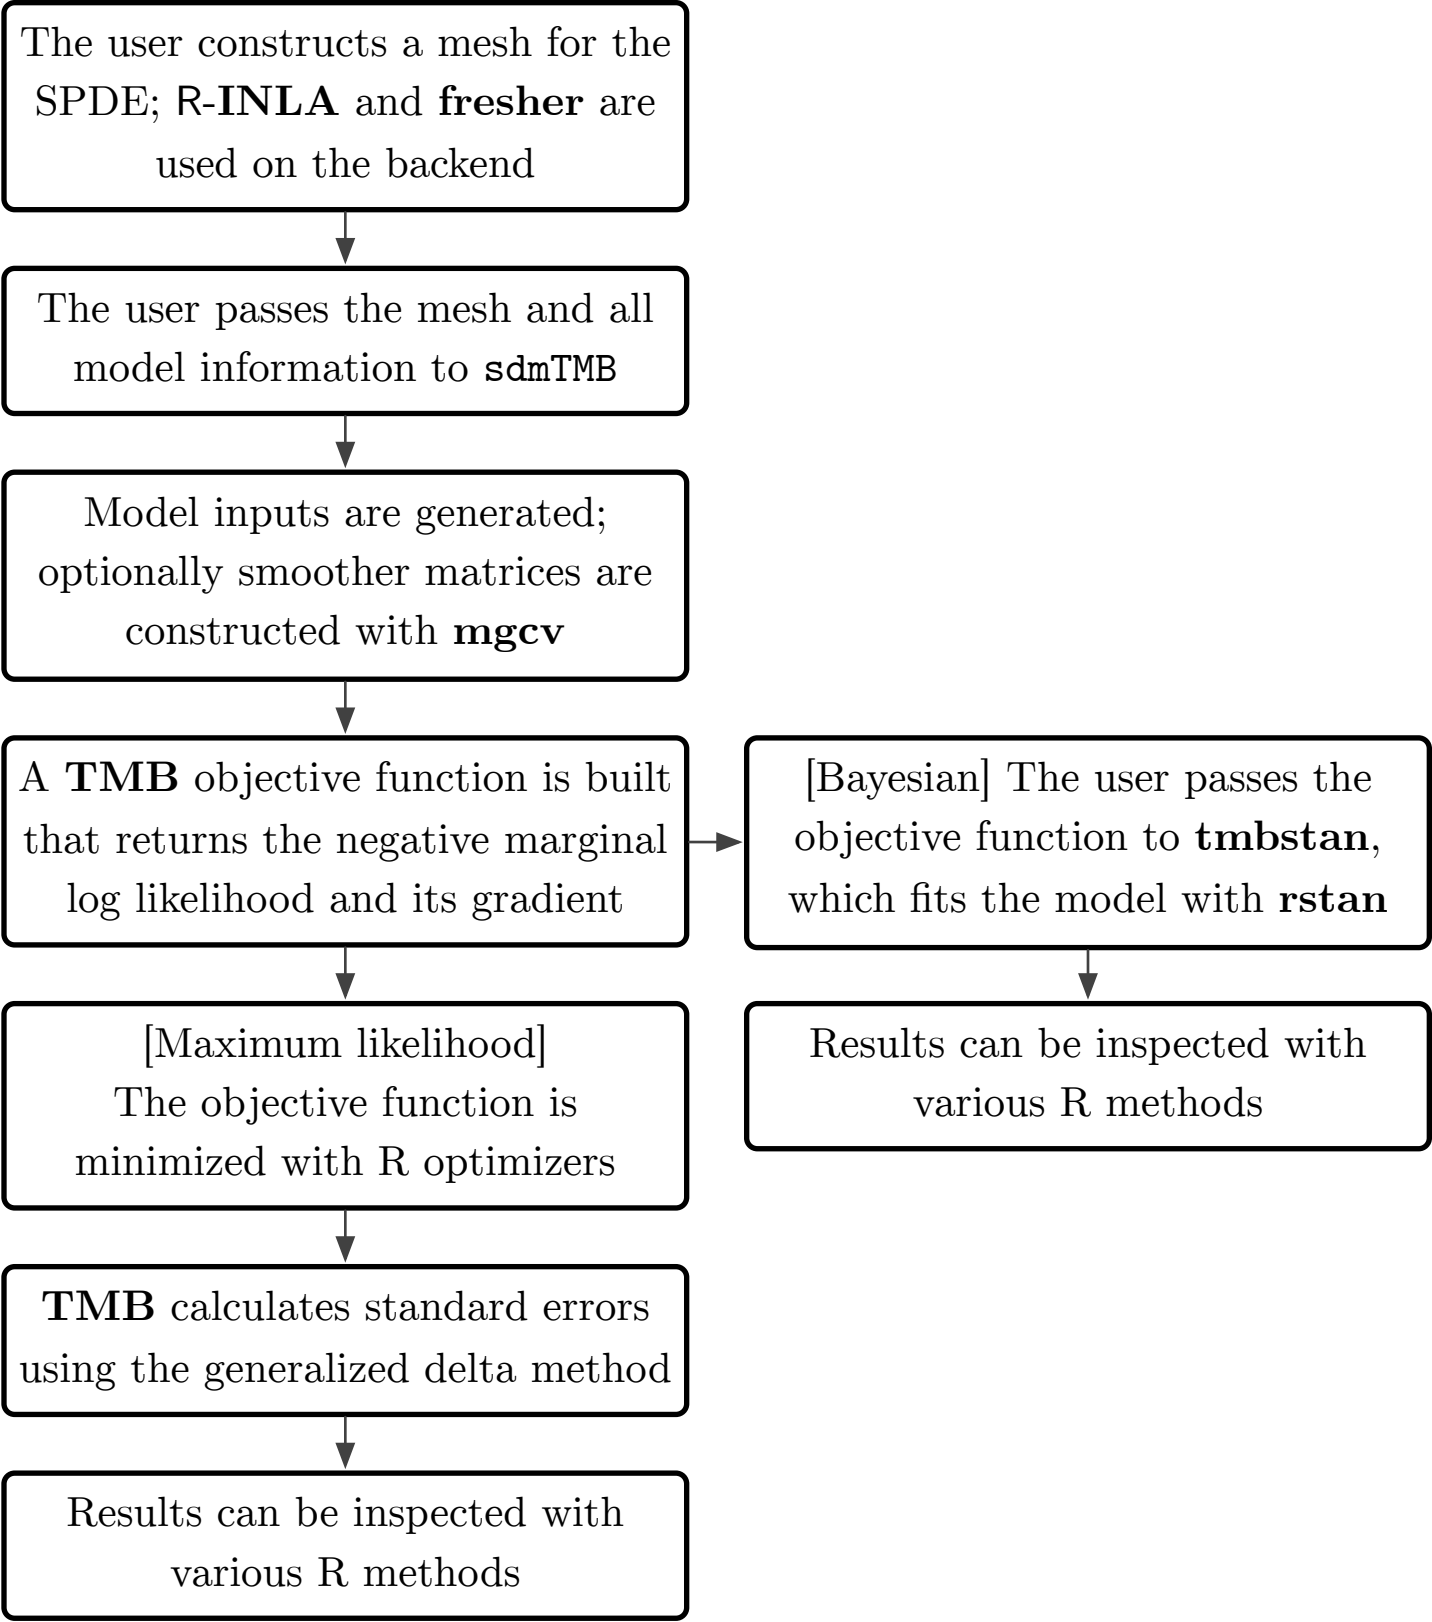 The user constructs a mesh for the
SPDE; R-INLA and fresher are
used on the backend
The user passes the mesh and all
model information to sdmTMB
Model inputs are generated;
optionally smoother matrices are
constructed with mgcv
A TMB objective function is built
that returns the negative marginal
log likelihood and its gradient
[Bayesian] The user passes the
objective function to tmbstan,
which fits the model with rstan
[Maximum likelihood]
The objective function is
minimized with R optimizers
Results can be inspected with
various R methods
TMB calculates standard errors
using the generalized delta method
Results can be inspected with
various R methods